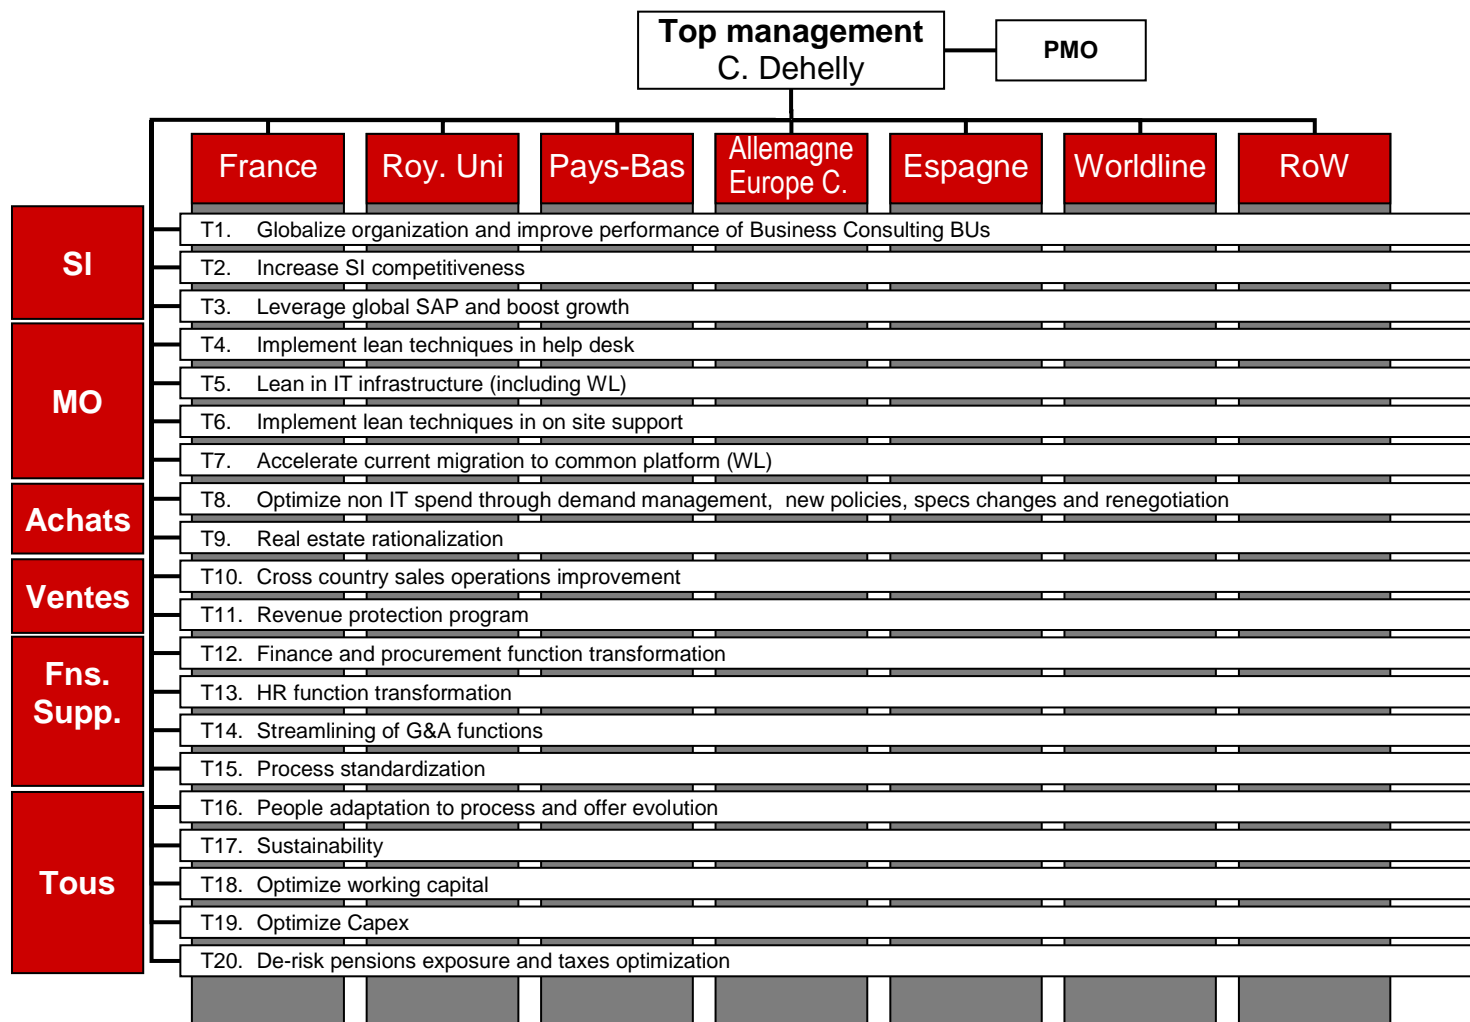 Top management
C. Dehelly
PMO
France
Roy. Uni
Pays-Bas
Allemagne
Europe C.
Espagne
Worldline
RoW
SI
T1. Globalize organization and improve performance of Business Consulting BUs
T2. Increase SI competitiveness
T3. Leverage global SAP and boost growth
MO
T4. Implement lean techniques in help desk
T5. Lean in IT infrastructure (including WL)
T6. Implement lean techniques in on site support
T7. Accelerate current migration to common platform (WL)
Achats
T8. Optimize non IT spend through demand management, new policies, specs changes and renegotiation
T9. Real estate rationalization
Ventes
T10. Cross country sales operations improvement
T11. Revenue protection program
Fns.
Supp.
T12. Finance and procurement function transformation
T13. HR function transformation
T14. Streamlining of G&A functions
T15. Process standardization
Tous
T16. People adaptation to process and offer evolution
T17. Sustainability
T18. Optimize working capital
T19. Optimize Capex
T20. De-risk pensions exposure and taxes optimization